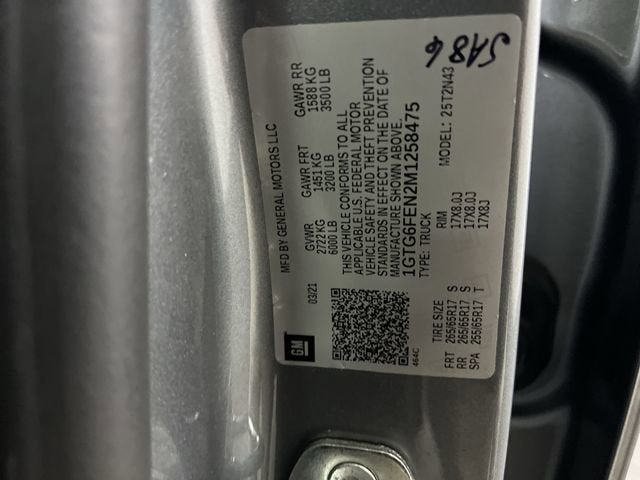 MFD BY GENERAL MOTORS LLC
03/21
GVWR
2722 KG
6000 LB
GAWR FRT
1451 KG
3200 LB
GAWR RR
1588 KG
3500 LB
GM
THIS VEHICLE CONFORMS TO ALL
APPLICABLE U.S. FEDERAL MOTOR
VEHICLE SAFETY AND THEFT PREVENTION
STANDARDS IN EFFECT ON THE DATE OF
MANUFACTURE SHOWN ABOVE.
1GTG6FEN2M1258475
TYPE: TRUCK
MODEL: 25T2N43
464C
TIRE SIZE RIM
FRT 265/65R17 S 17X8.0J
RR 265/65R17 S 17X8.0J
SPA 255/65R17 T 17X8J
5A86